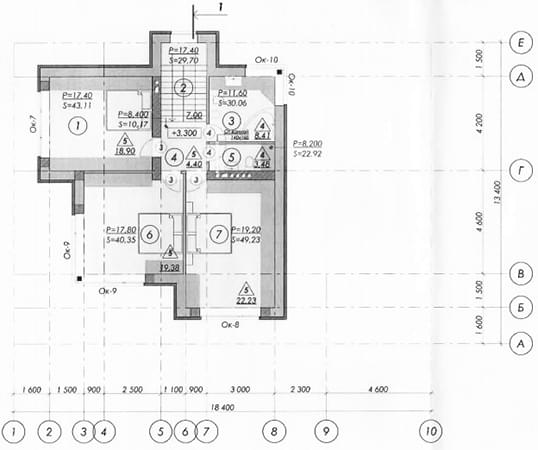 1
Е
Д
Г
В
Б
А
1 500
4 200
4 600
1 500
1 600
13 400
Ок-10
Ок-10
P=17.40
S=29.70
2
7.00
P=17.40
S=43.11
P=8.400
S=10.17
1
5
18.90
Ок-7
P=11.60
S=30.06
3
4
8.41
+3.300
4
5
4.40
5
4
3.48
P=8.200
S=22.92
3
4
4
3
3
P=17.80
S=40.35
6
5
19.38
7
P=19.20
S=49.23
5
22.23
Ок-9
Ок-9
Ок-8
1 600
1 500
900
2 500
1 100
900
3 000
2 300
4 600
18 400
1
2
3
4
5
6
7
8
9
10